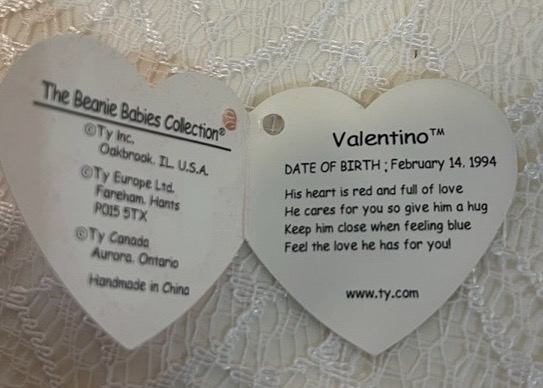 The Beanie Babies Collection®
©Ty Inc.
Oakbrook, IL, U.S.A.
©Ty Europe Ltd.
Fareham, Hants
PO15 5TX
©Ty Canada
Aurora, Ontario
Handmade in China
Valentino™
DATE OF BIRTH : February 14, 1994
His heart is red and full of love
He cares for you so give him a hug
Keep him close when feeling blue
Feel the love he has for you!
www.ty.com